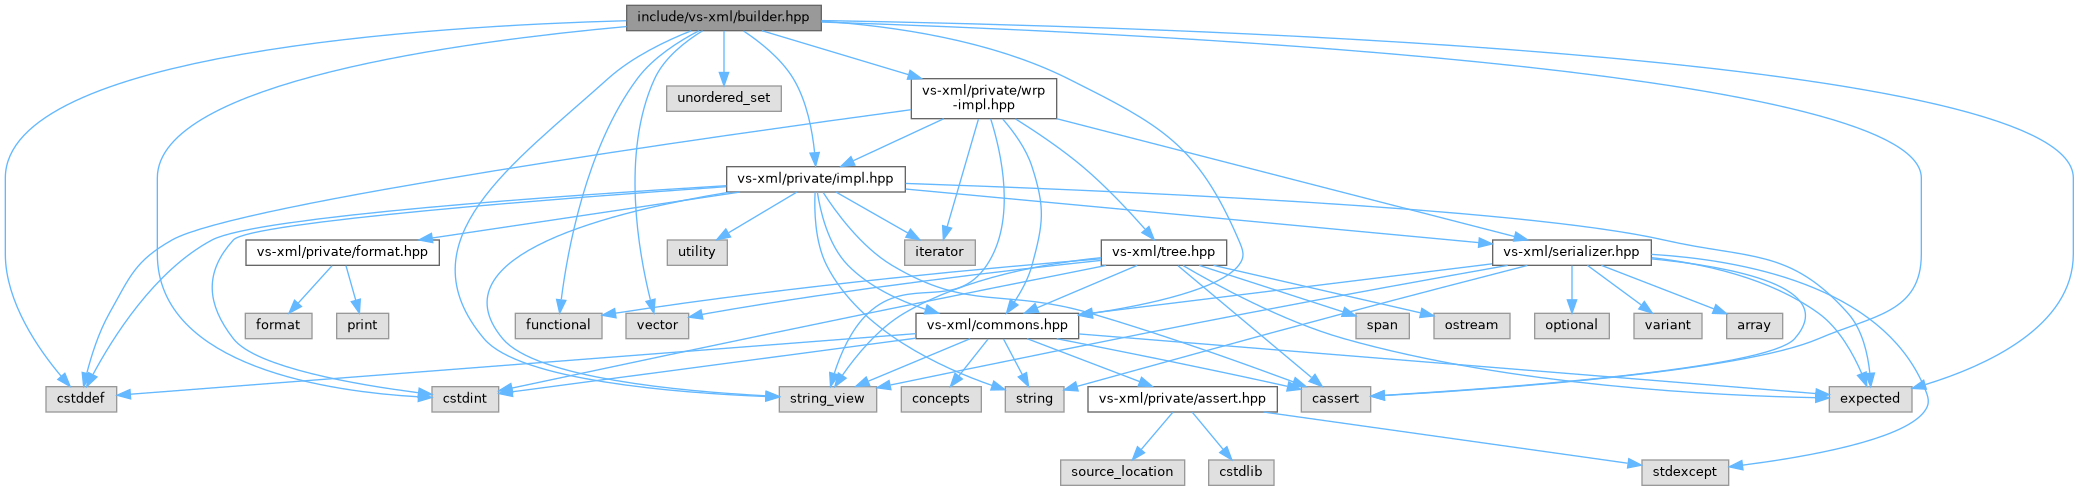 include/vs-xml/builder.hpp
unordered_set
vs-xml/private/wrp
-impl.hpp
vs-xml/private/impl.hpp
vs-xml/private/format.hpp
utility
iterator
vs-xml/tree.hpp
vs-xml/serializer.hpp
format
print
functional
vector
vs-xml/commons.hpp
span
ostream
optional
variant
array
cstddef
cstdint
string_view
concepts
string
vs-xml/private/assert.hpp
cassert
expected
source_location
cstdlib
stdexcept